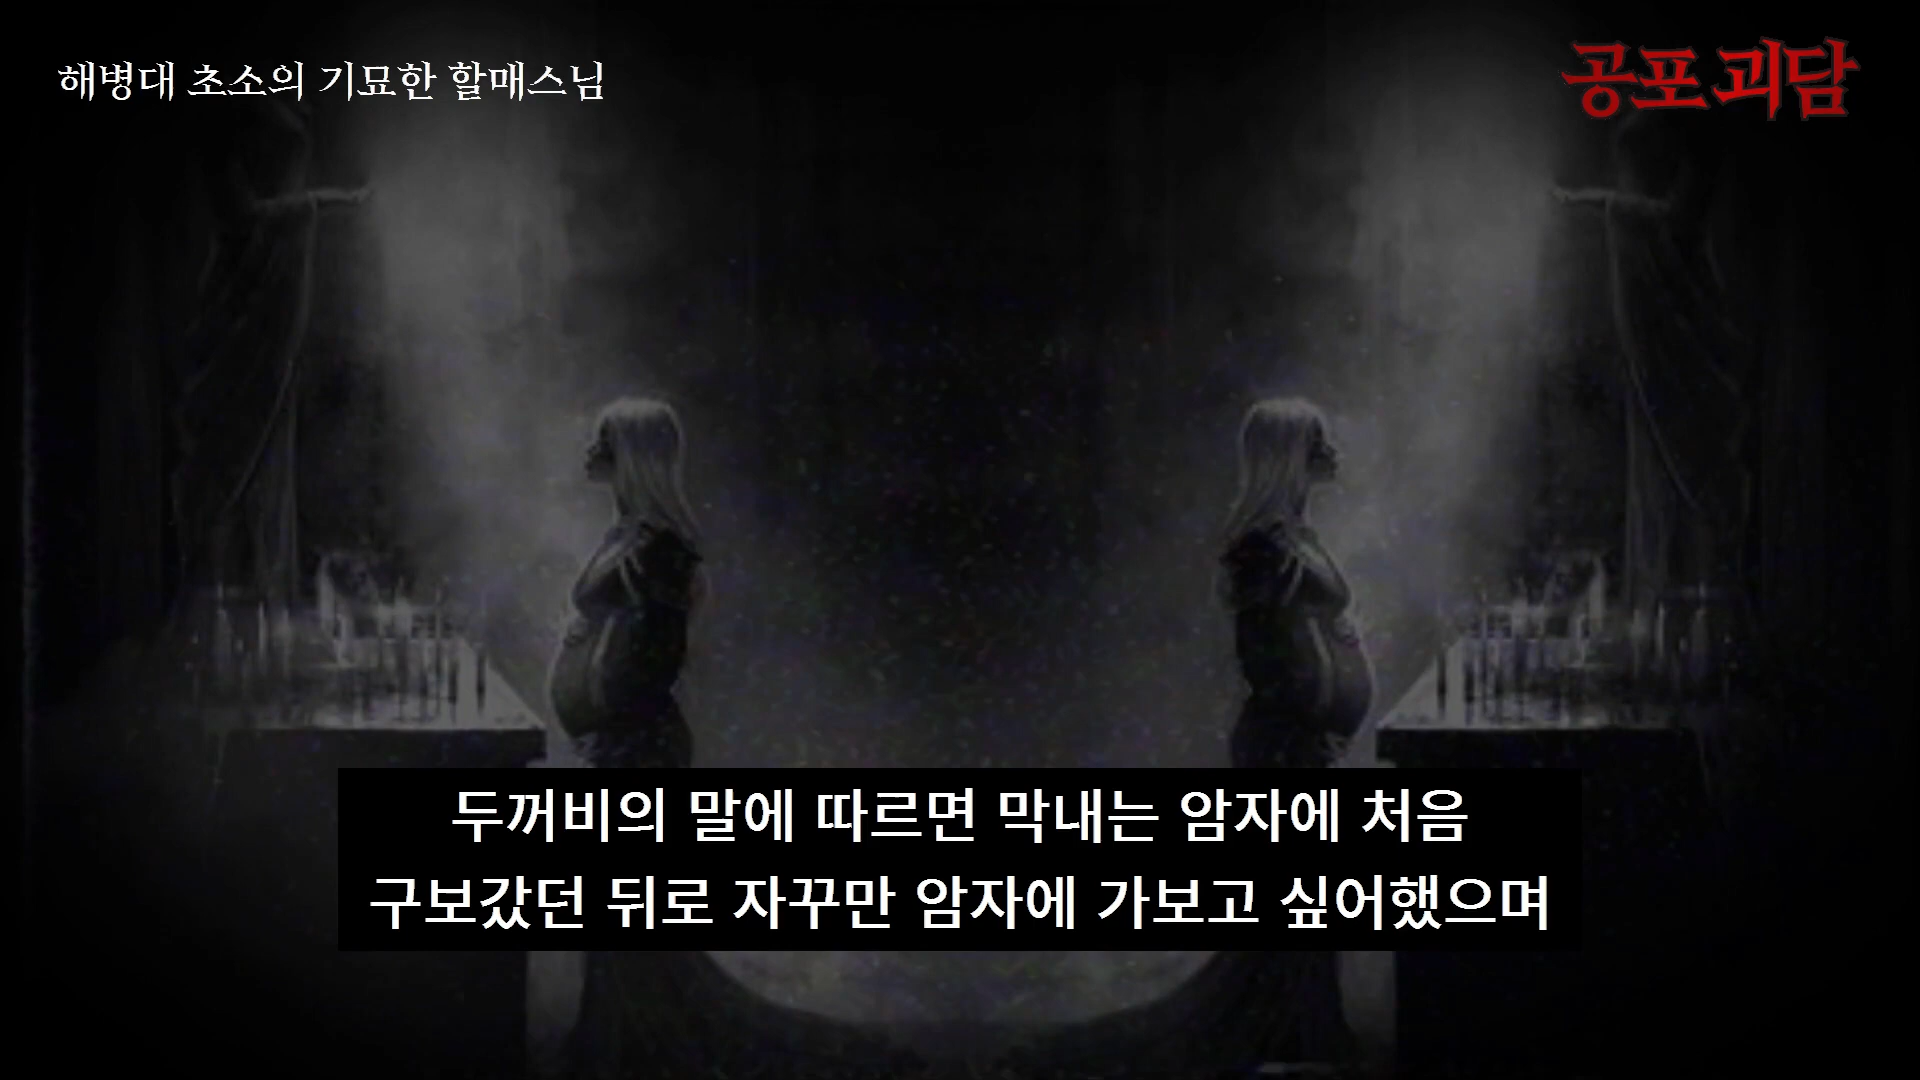 해병대 초소의 기묘한 할매스님
공포 괴담
두꺼비의 말에 따르면 막내는 암자에 처음
구보갔던 뒤로 자꾸만 암자에 가보고 싶어했으며